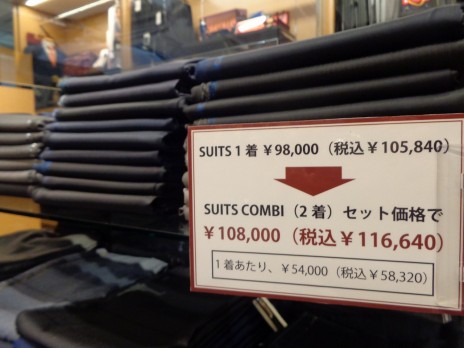 SUITS 1 着 ¥98,000（税込¥105,840）
SUITS COMBI（2 着）セット価格で
¥108,000（税込¥116,640）
1 着あたり、¥54,000（税込¥58,320）